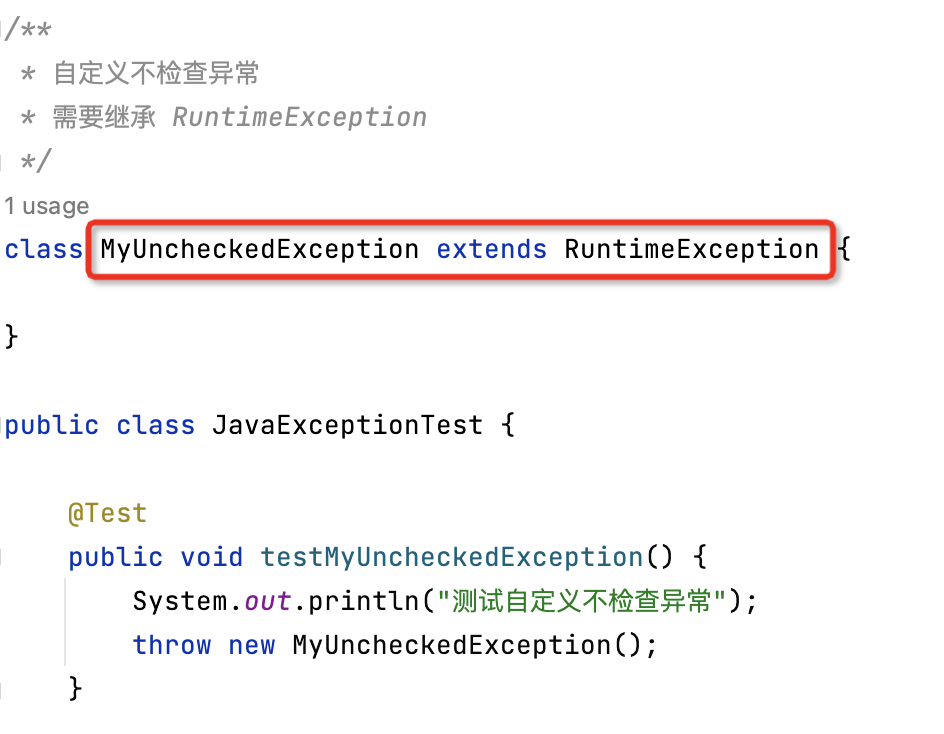 /**
 * 自定义不检查异常
 * 需要继承 RuntimeException
 */
1 usage
class MyUncheckedException extends RuntimeException {
}
public class JavaExceptionTest {
    @Test
    public void testMyUncheckedException() {
        System.out.println("测试自定义不检查异常");
        throw new MyUncheckedException();
    }